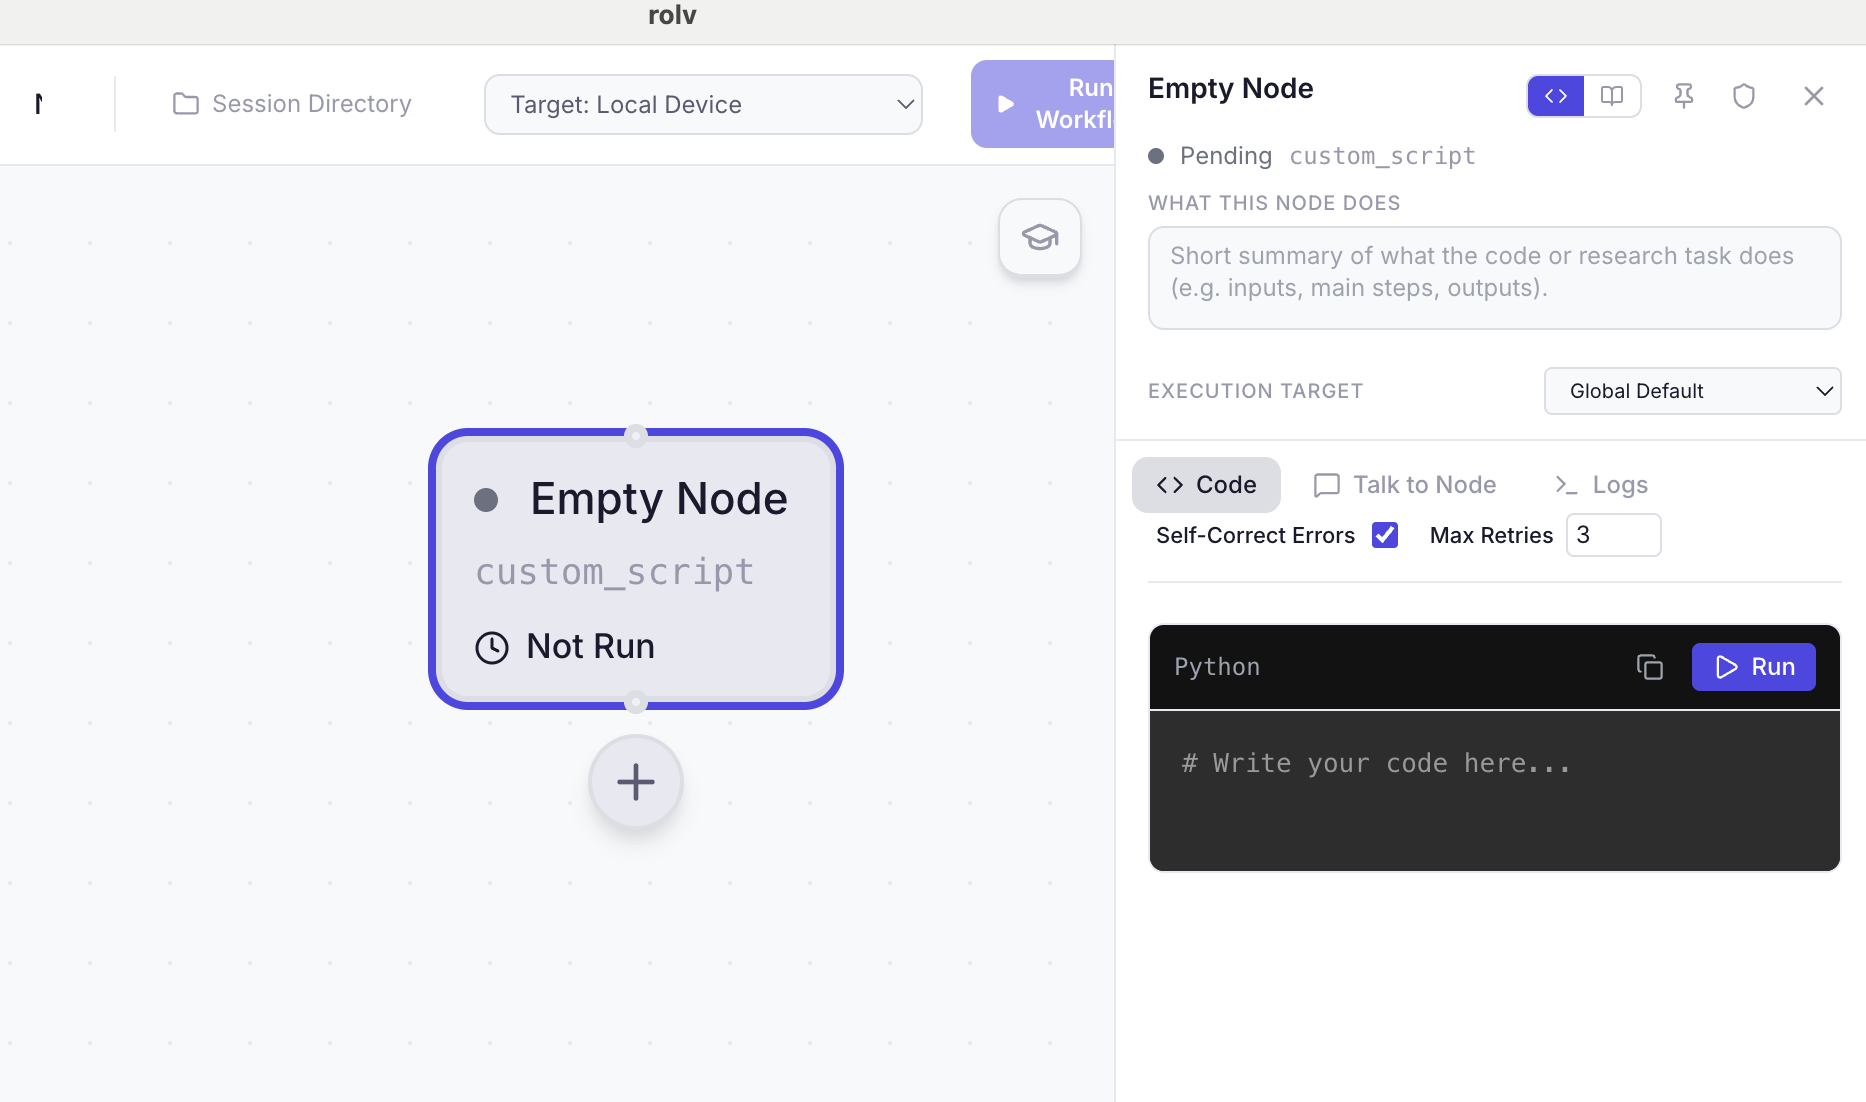 rolv
Session Directory
Target: Local Device
Run
Workfl
Empty Node
Pending custom_script
WHAT THIS NODE DOES
Short summary of what the code or research task does
(e.g. inputs, main steps, outputs).
EXECUTION TARGET
Global Default
Code
Talk to Node
Logs
Self-Correct Errors
Max Retries 3
Python
Run
# Write your code here...
Empty Node
custom_script
Not Run